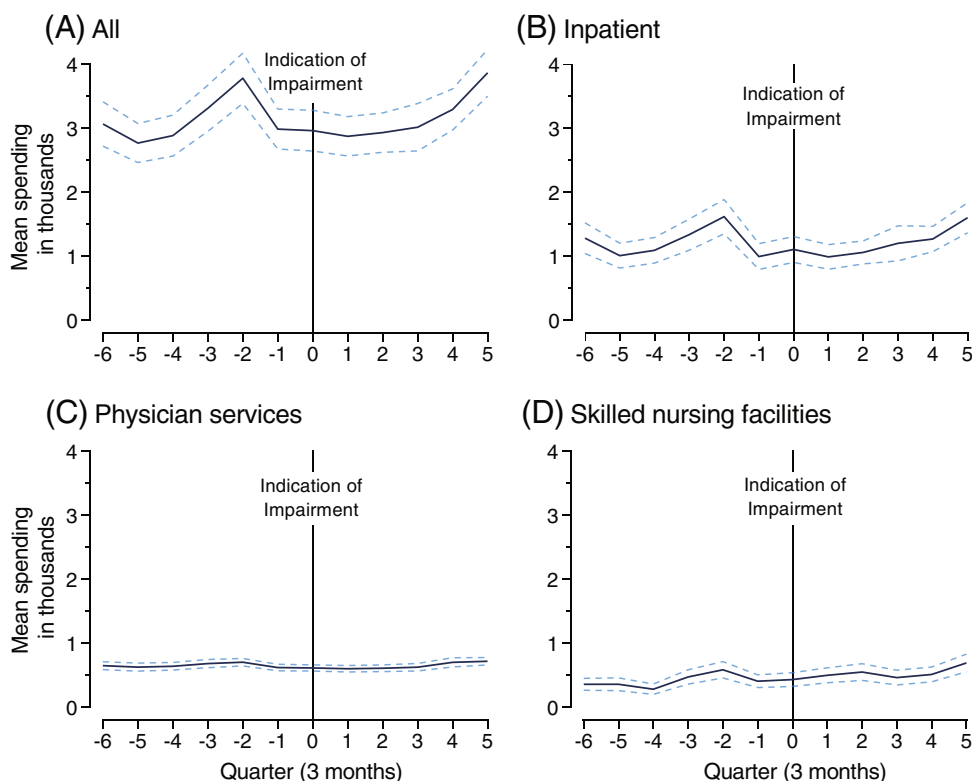 (A) All
Mean spending
in thousands
4
3
2
1
0
Indication of
Impairment
-6 -5 -4 -3 -2 -1 0 1 2 3 4 5
(B) Inpatient
4
3
2
1
0
Indication of
Impairment
-6 -5 -4 -3 -2 -1 0 1 2 3 4 5
(C) Physician services
Mean spending
in thousands
4
3
2
1
0
Indication of
Impairment
-6 -5 -4 -3 -2 -1 0 1 2 3 4 5
Quarter (3 months)
(D) Skilled nursing facilities
4
3
2
1
0
Indication of
Impairment
-6 -5 -4 -3 -2 -1 0 1 2 3 4 5
Quarter (3 months)